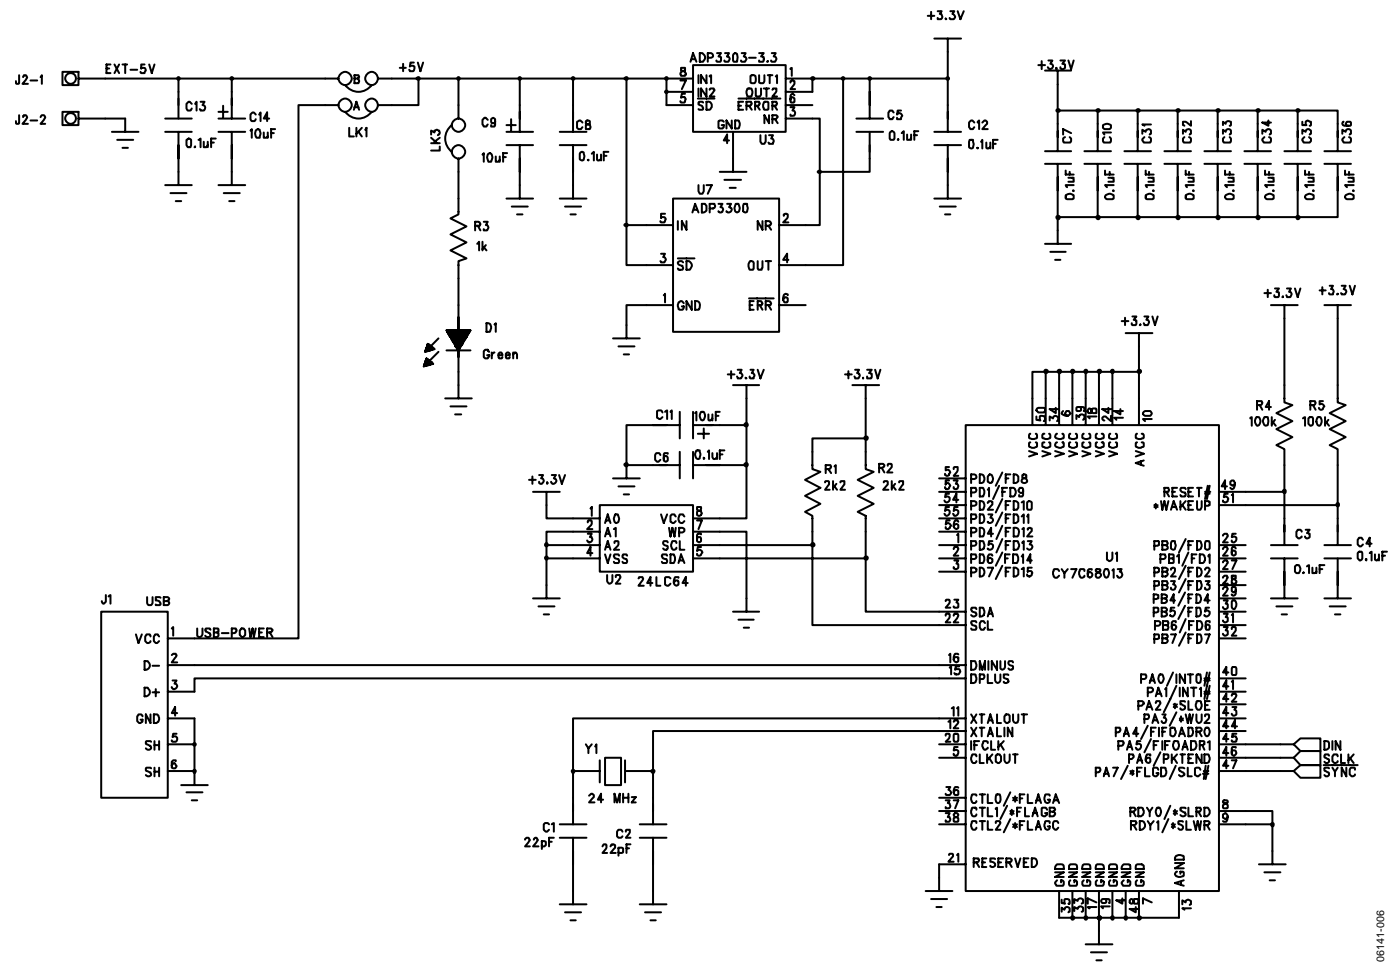 +3.3V
J2-1
EXT-5V
B
+5V
J2-2
A
LK1
C13
0.1uF
+
C14
10uF
LK3
C9
+
10uF
C8
0.1uF
R3
1k
D1
Green
ADP3303-3.3
8 IN1 OUT1 1
7 IN2 OUT2 2
5 SD ERROR 6
NR 3
GND
4
U3
C5
0.1uF
C12
0.1uF
U7
ADP3300
5 IN NR 2
3 SD OUT 4
1 GND ERR 6
+3.3V
C7
0.1uF
C10
0.1uF
C31
0.1uF
C32
0.1uF
C33
0.1uF
C34
0.1uF
C35
0.1uF
C36
0.1uF
+3.3V
+3.3V
+3.3V
R4
100k
R5
100k
C3
0.1uF
C4
0.1uF
+3.3V
+3.3V
C11
10uF
+
C6
0.1uF
+3.3V
R1
2k2
R2
2k2
1 A0 VCC 8
2 A1 WP 7
3 A2 SCL 6
4 VSS SDA 5
U2
24LC64
J1
USB
VCC 1
USB-POWER
D- 2
D+ 3
GND 4
SH 5
SH 6
Y1
24 MHz
C1
22pF
C2
22pF
50
34
6
39
18
24
14
10
VCC
VCC
VCC
VCC
VCC
VCC
VCC
AVCC
U1
CY7C68013
52 PD0/FD8
53 PD1/FD9
54 PD2/FD10
55 PD3/FD11
56 PD4/FD12
1 PD5/FD13
2 PD6/FD14
3 PD7/FD15
23 SDA
22 SCL
16 DMINUS
15 DPLUS
11 XTALOUT
12 XTALIN
20 IFCLK
5 CLKOUT
36 CTL0/*FLAGA
37 CTL1/*FLAGB
38 CTL2/*FLAGC
21 RESERVED
RESET# 49
*WAKEUP 51
PB0/FD0 25
PB1/FD1 26
PB2/FD2 27
PB3/FD3 28
PB4/FD4 29
PB5/FD5 30
PB6/FD6 31
PB7/FD7 32
PA0/INT0# 40
PA1/INT1# 41
PA2/*SLOE 42
PA3/*WU2 43
PA4/FIFOADR0 44
PA5/FIFOADR1 45
DIN
PA6/PKTEND 46
SCLK
PA7/*FLGD/SLC# 47
SYNC
RDY0/*SLRD 8
RDY1/*SLWR 9
GND
GND
GND
GND
GND
GND
GND
AGND
35
33
17
19
4
48
7
13
06141-006